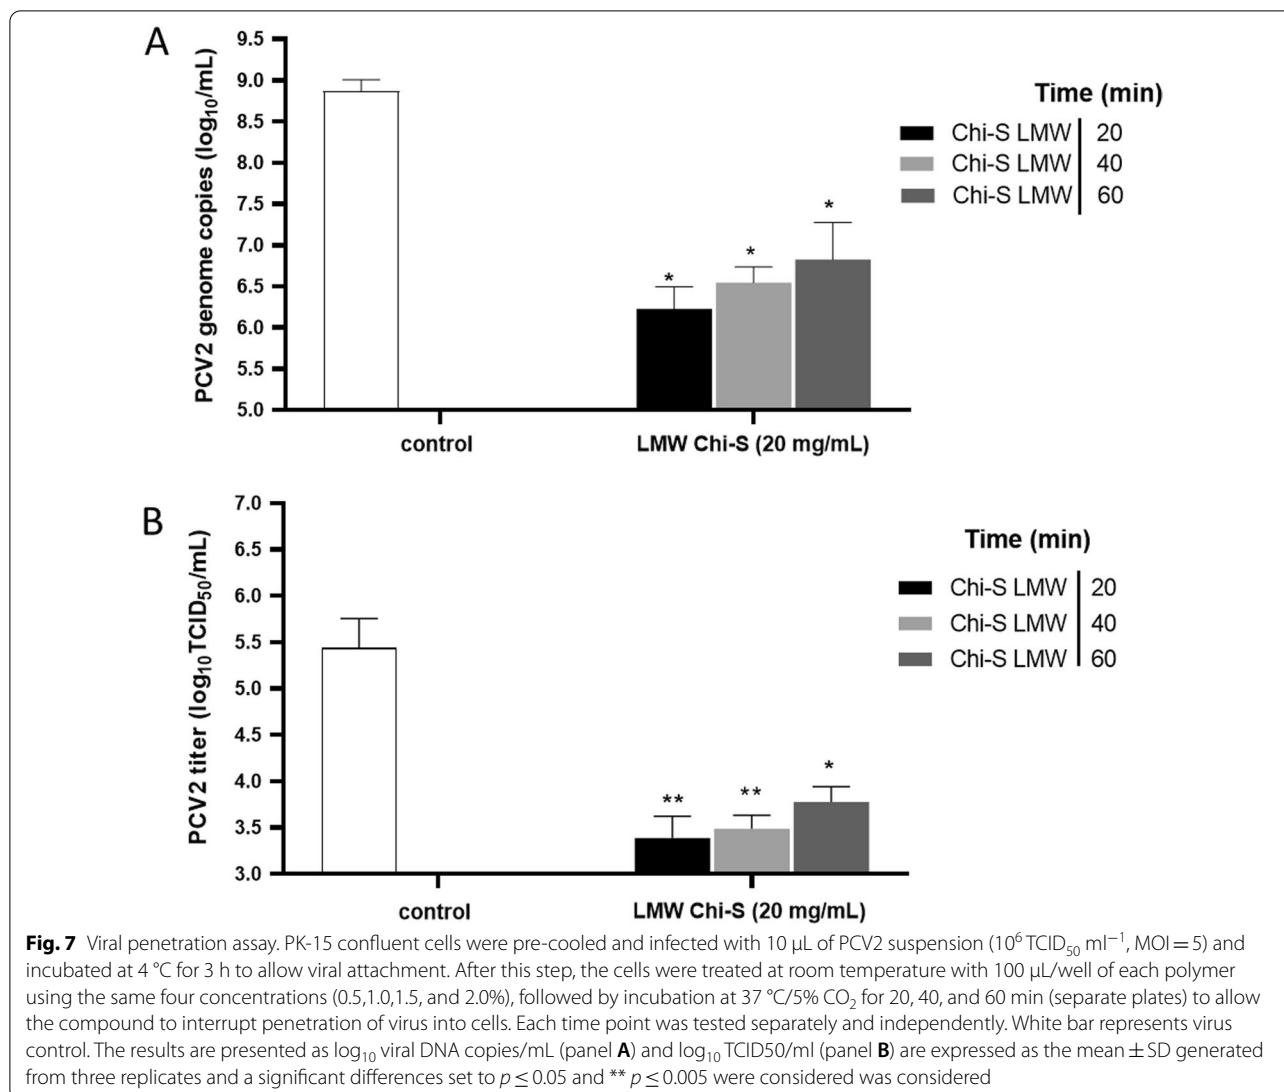 A
PCV2 genome copies (log10/mL)
9.5
9.0
8.5
8.0
7.5
7.0
6.5
6.0
5.5
5.0
*
*
*
control
LMW Chi-S (20 mg/mL)
Time (min)
Chi-S LMW 20
Chi-S LMW 40
Chi-S LMW 60
B
PCV2 titer (log10 TCID50/mL)
7.0
6.5
6.0
5.5
5.0
4.5
4.0
3.5
3.0
**
**
*
control
LMW Chi-S (20 mg/mL)
Time (min)
Chi-S LMW 20
Chi-S LMW 40
Chi-S LMW 60
Fig. 7 Viral penetration assay. PK-15 confluent cells were pre-cooled and infected with 10 µL of PCV2 suspension (10⁶ TCID₅₀ ml⁻¹, MOI = 5) and
incubated at 4 °C for 3 h to allow viral attachment. After this step, the cells were treated at room temperature with 100 µL/well of each polymer
using the same four concentrations (0.5,1.0,1.5, and 2.0%), followed by incubation at 37 °C/5% CO₂ for 20, 40, and 60 min (separate plates) to allow
the compound to interrupt penetration of virus into cells. Each time point was tested separately and independently. White bar represents virus
control. The results are presented as log₁₀ viral DNA copies/mL (panel A) and log₁₀ TCID50/ml (panel B) are expressed as the mean ± SD generated
from three replicates and a significant differences set to p ≤ 0.05 and ** p ≤ 0.005 were considered was considered